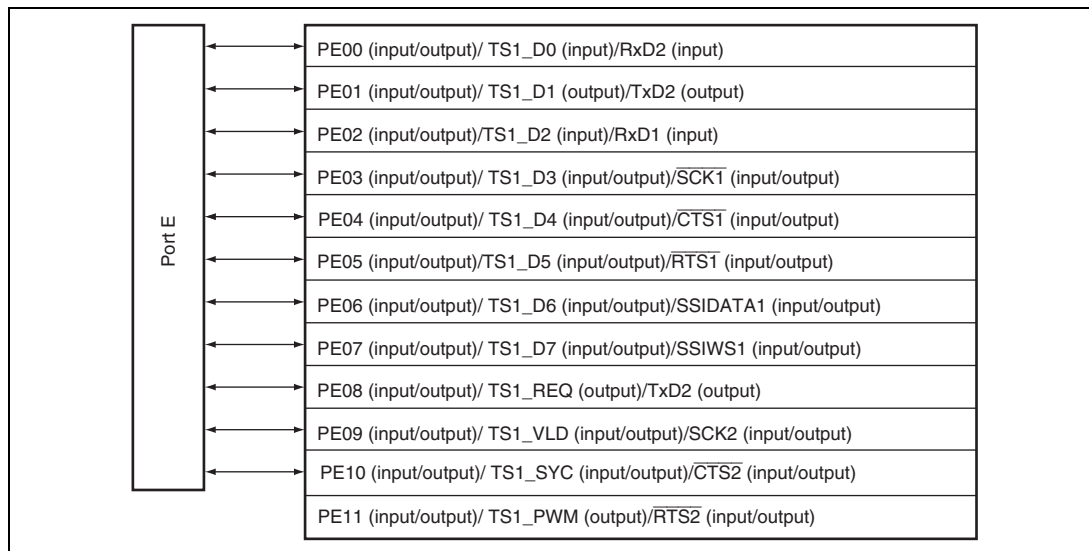 Port E
PE00 (input/output)/ TS1_D0 (input)/RxD2 (input)
PE01 (input/output)/ TS1_D1 (output)/TxD2 (output)
PE02 (input/output)/TS1_D2 (input)/RxD1 (input)
PE03 (input/output)/ TS1_D3 (input/output)/S̅C̅K̅1̅ (input/output)
PE04 (input/output)/ TS1_D4 (input/output)/C̅T̅S̅1̅ (input/output)
PE05 (input/output)/TS1_D5 (input/output)/R̅T̅S̅1̅ (input/output)
PE06 (input/output)/ TS1_D6 (input/output)/SSIDATA1 (input/output)
PE07 (input/output)/ TS1_D7 (input/output)/SSIWS1 (input/output)
PE08 (input/output)/ TS1_REQ (output)/TxD2 (output)
PE09 (input/output)/ TS1_VLD (input/output)/SCK2 (input/output)
PE10 (input/output)/ TS1_SYC (input/output)/C̅T̅S̅2̅ (input/output)
PE11 (input/output)/ TS1_PWM (output)/R̅T̅S̅2̅ (input/output)